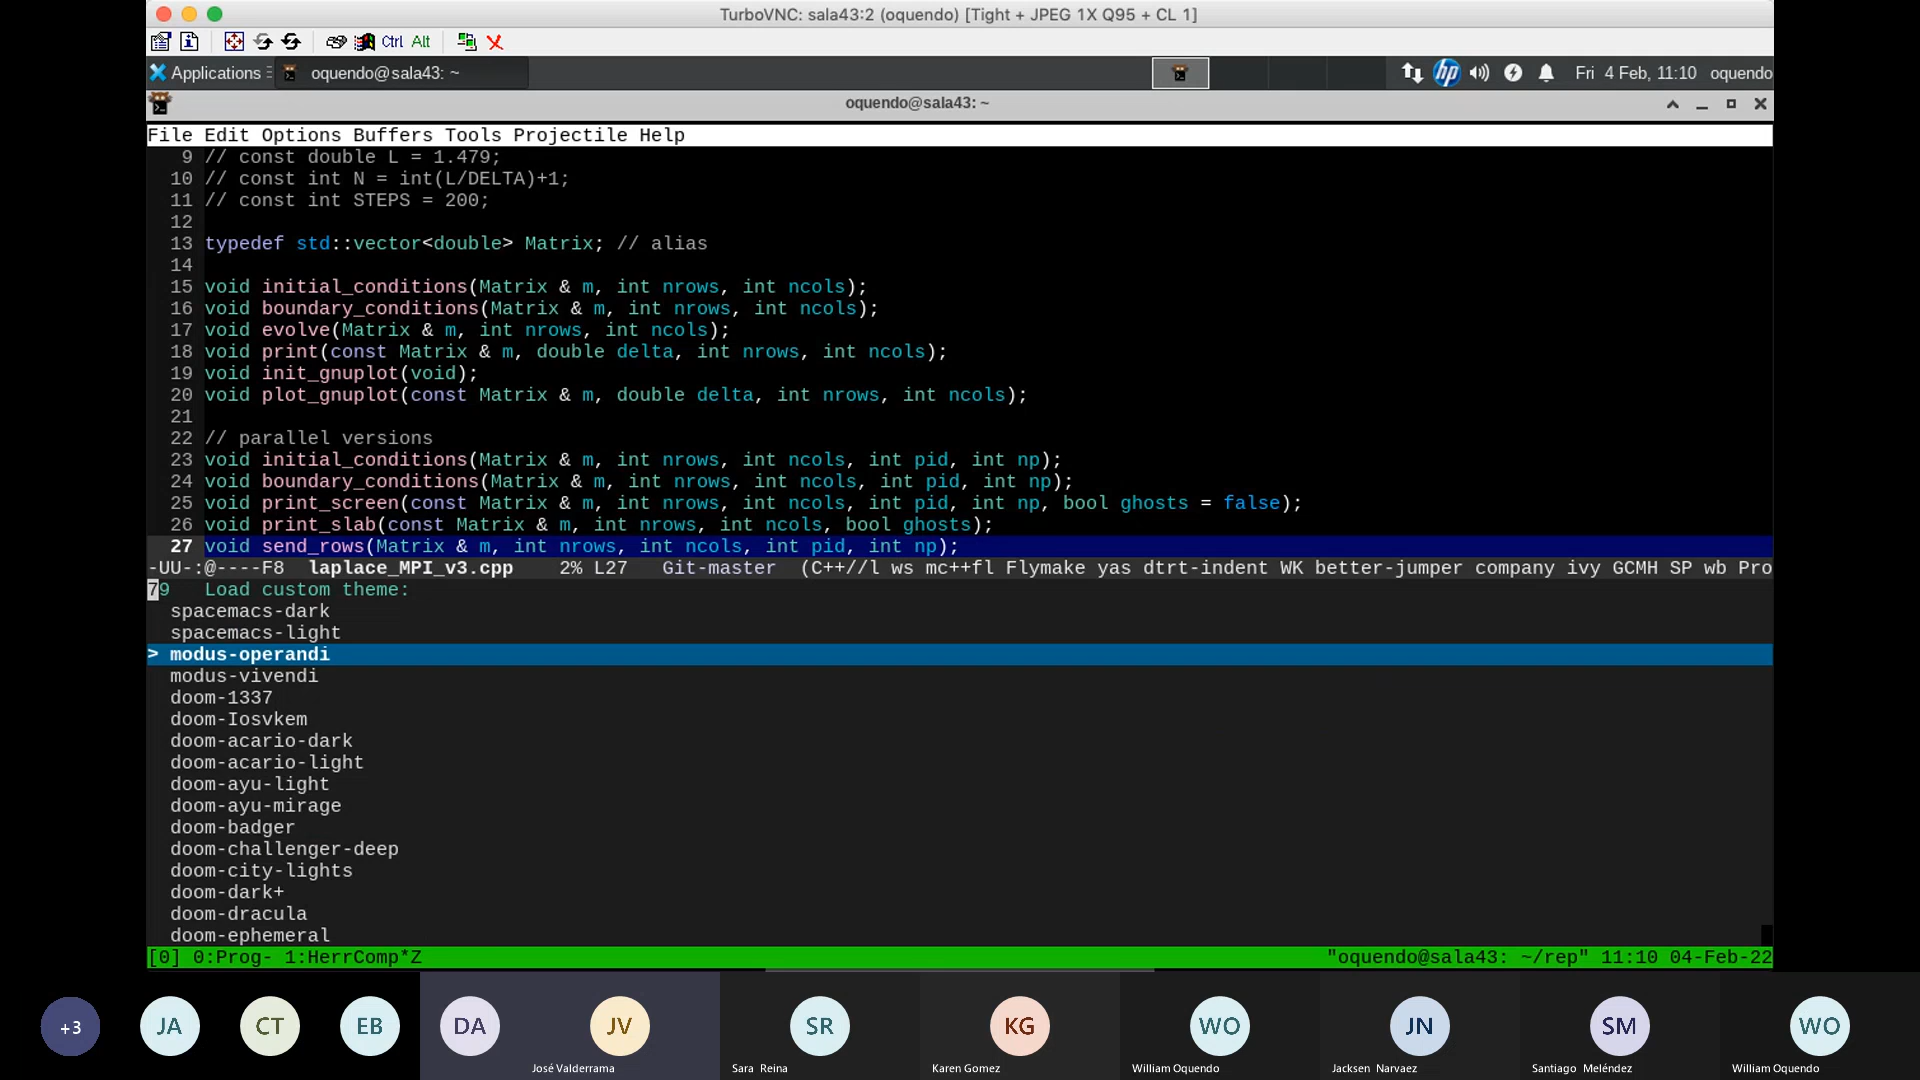 TurboVNC: sala43:2 (oquendo) [Tight + JPEG 1X Q95 + CL 1]
Ctrl Alt
Applications oquendo@sala43: ~ hp Fri 4 Feb, 11:10 oquendo
oquendo@sala43: ~
File Edit Options Buffers Tools Projectile Help
9 // const double L = 1.479;
10 // const int N = int(L/DELTA)+1;
11 // const int STEPS = 200;
12
13 typedef std::vector<double> Matrix; // alias
14
15 void initial_conditions(Matrix & m, int nrows, int ncols);
16 void boundary_conditions(Matrix & m, int nrows, int ncols);
17 void evolve(Matrix & m, int nrows, int ncols);
18 void print(const Matrix & m, double delta, int nrows, int ncols);
19 void init_gnuplot(void);
20 void plot_gnuplot(const Matrix & m, double delta, int nrows, int ncols);
21
22 // parallel versions
23 void initial_conditions(Matrix & m, int nrows, int ncols, int pid, int np);
24 void boundary_conditions(Matrix & m, int nrows, int ncols, int pid, int np);
25 void print_screen(const Matrix & m, int nrows, int ncols, int pid, int np, bool ghosts = false);
26 void print_slab(const Matrix & m, int nrows, int ncols, bool ghosts);
27 void send_rows(Matrix & m, int nrows, int ncols, int pid, int np);
-UU-:@----F8 laplace_MPI_v3.cpp 2% L27 Git-master (C++//l ws mc++fl Flymake yas dtrt-indent WK better-jumper company ivy GCMH SP wb Pro
79 Load custom theme:
spacemacs-dark
spacemacs-light
> modus-operandi
modus-vivendi
doom-1337
doom-Iosvkem
doom-acario-dark
doom-acario-light
doom-ayu-light
doom-ayu-mirage
doom-badger
doom-challenger-deep
doom-city-lights
doom-dark+
doom-dracula
doom-ephemeral
[0] 0:Prog- 1:HerrComp*Z "oquendo@sala43: ~/rep" 11:10 04-Feb-22
+3 JA CT EB DA JV SR KG WO JN SM WO
José Valderrama Sara Reina Karen Gomez William Oquendo Jacksen Narvaez Santiago Meléndez William Oquendo